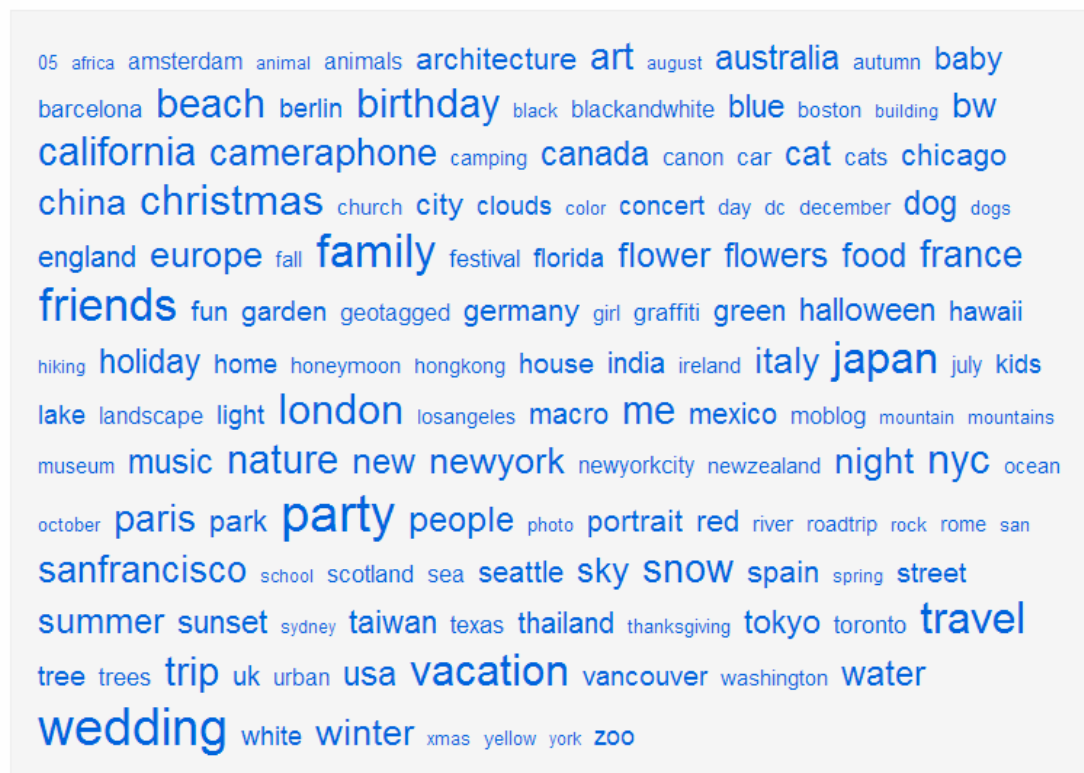 05 africa amsterdam animal animals architecture art august australia autumn baby
barcelona beach berlin birthday black blackandwhite blue boston building bw
california cameraphone camping canada canon car cat cats chicago
china christmas church city clouds color concert day dc december dog dogs
england europe fall family festival florida flower flowers food france
friends fun garden geotagged germany girl graffiti green halloween hawaii
hiking holiday home honeymoon hongkong house india ireland italy japan july kids
lake landscape light london losangeles macro me mexico moblog mountain mountains
museum music nature new newyork newyorkcity newzealand night nyc ocean
october paris park party people photo portrait red river roadtrip rock rome san
sanfrancisco school scotland sea seattle sky snow spain spring street
summer sunset sydney taiwan texas thailand thanksgiving tokyo toronto travel
tree trees trip uk urban usa vacation vancouver washington water
wedding white winter xmas yellow york zoo